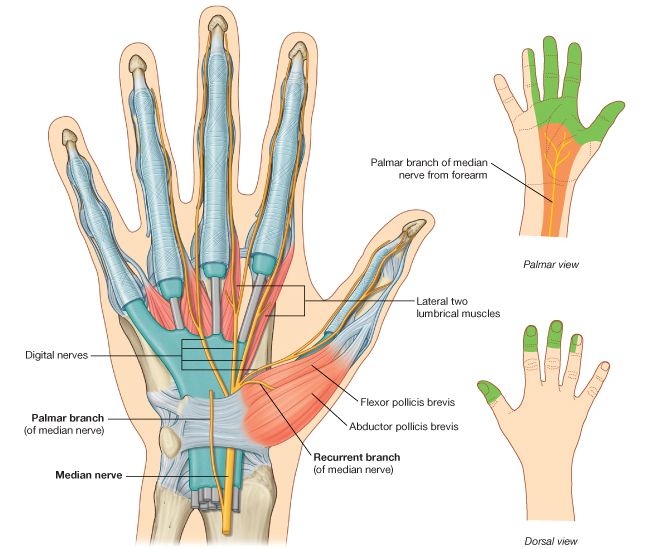 Palmar branch of median
nerve from forearm
Palmar view
Lateral two
lumbrical muscles
Digital nerves
Flexor pollicis brevis
Palmar branch
(of median nerve)
Abductor pollicis brevis
Recurrent branch
(of median nerve)
Median nerve
Dorsal view